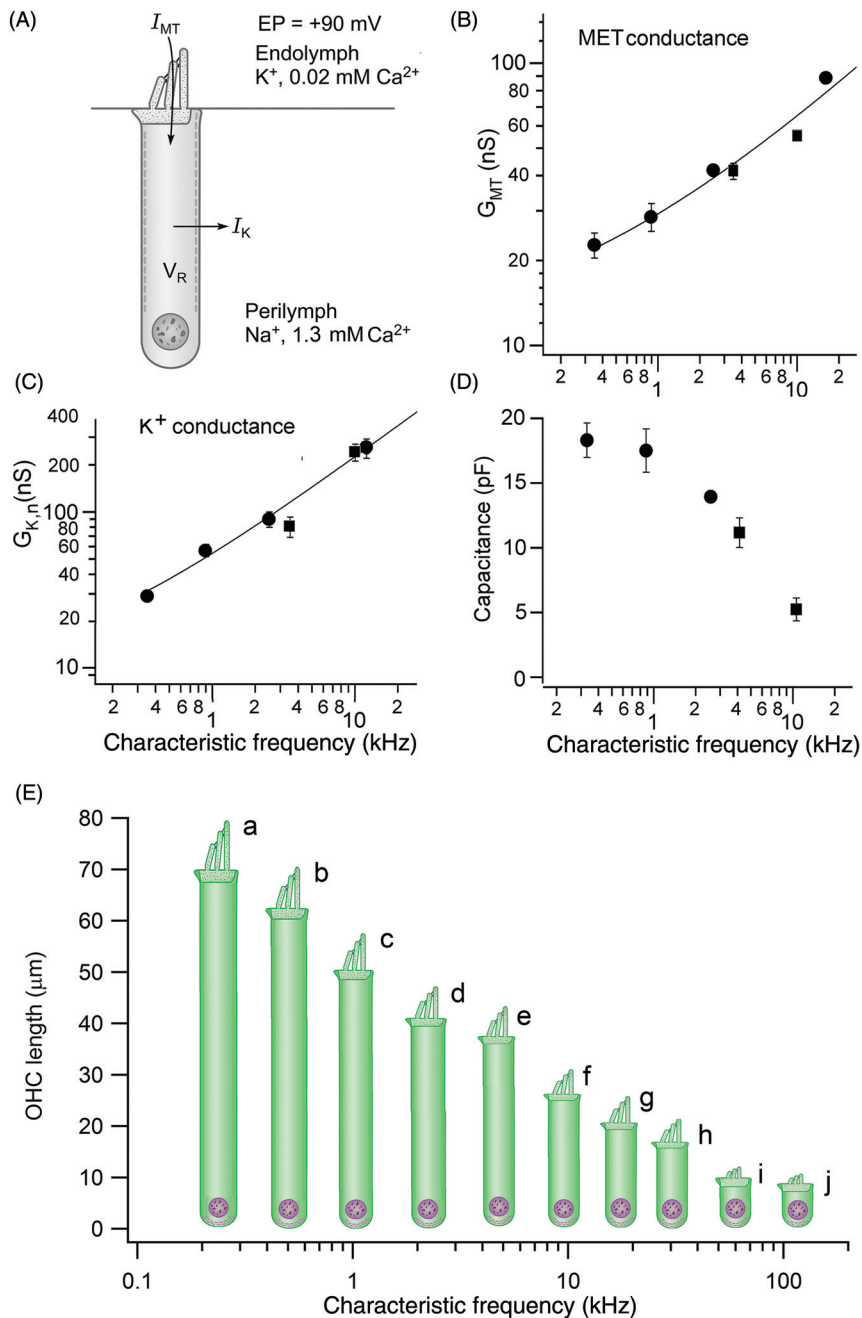 (A)
I_MT
EP = +90 mV
Endolymph
K⁺, 0.02 mM Ca²⁺
I_K
V_R
Perilymph
Na⁺, 1.3 mM Ca²⁺
(B)
MET conductance
G_MT (nS)
100
80
60
40
20
10
2 4 6 8 1 2 4 6 8 10 2
(C)
K⁺ conductance
G_K,n (nS)
400
200
100
80
60
40
20
10
2 4 6 8 1 2 4 6 8 10 2
Characteristic frequency (kHz)
(D)
Capacitance (pF)
20
15
10
5
0
2 4 6 8 1 2 4 6 8 10 2
Characteristic frequency (kHz)
(E)
OHC length (μm)
80
70
60
50
40
30
20
10
0
a
b
c
d
e
f
g
h
i
j
0.1 1 10 100
Characteristic frequency (kHz)